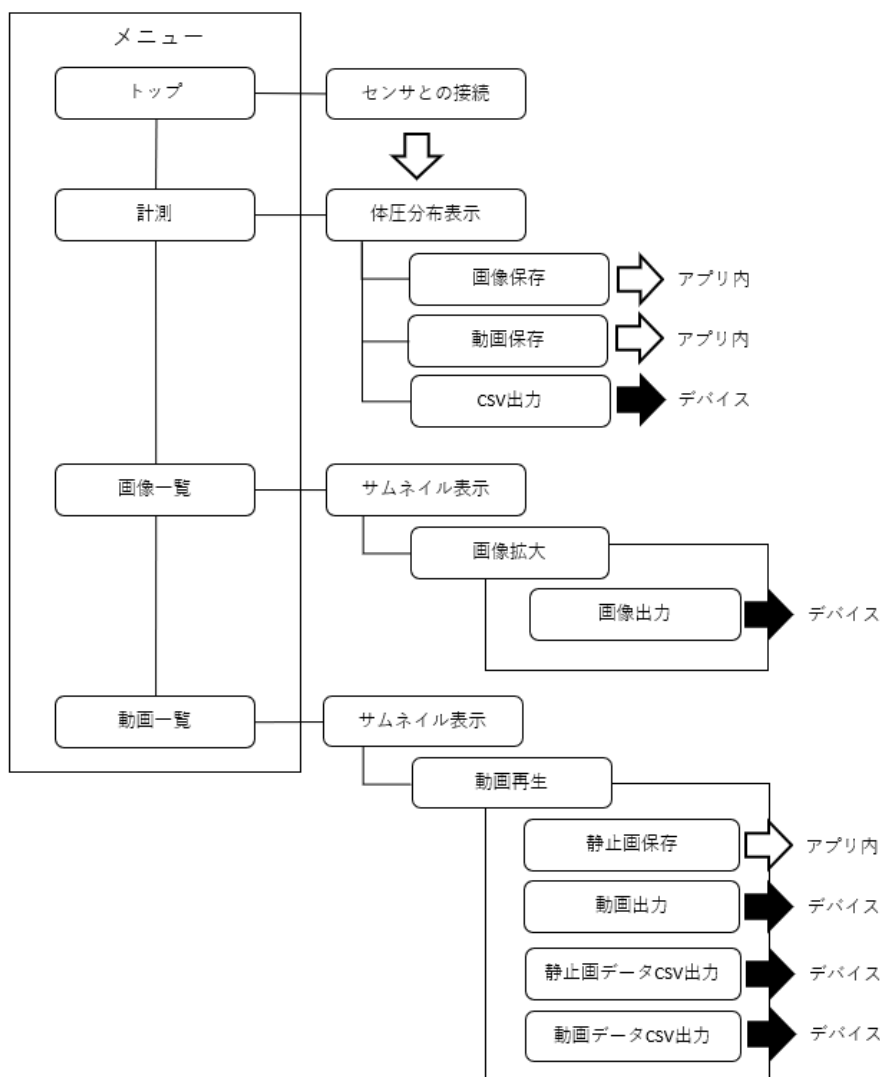 メニュー
トップ
センサとの接続
計測
体圧分布表示
画像保存
アプリ内
動画保存
アプリ内
csv出力
デバイス
画像一覧
サムネイル表示
画像拡大
画像出力
デバイス
動画一覧
サムネイル表示
動画再生
静止画保存
アプリ内
動画出力
デバイス
静止画データcsv出力
デバイス
動画データcsv出力
デバイス